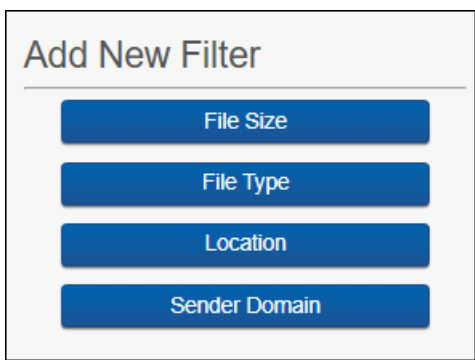 Add New Filter
File Size
File Type
Location
Sender Domain